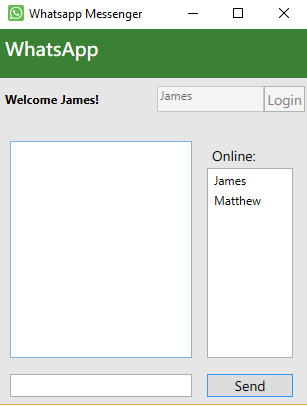 Whatsapp Messenger
WhatsApp
Welcome James!
James
Login
Online:
James
Matthew
Send